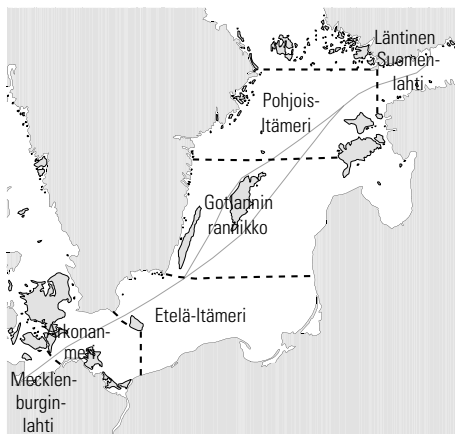 Läntinen
Suomen-
lahti
Pohjois-
Itämeri
Gotlannin
rannikko
Etelä-Itämeri
Arkonan-
meri
Mecklen-
burgin-
lahti